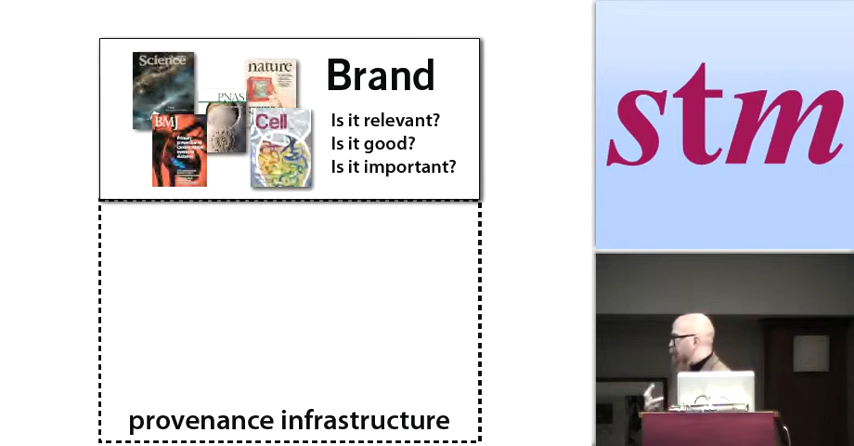 Science
nature
PNAS
BMJ
Cell
Brand
Is it relevant?
Is it good?
Is it important?
provenance infrastructure
stm